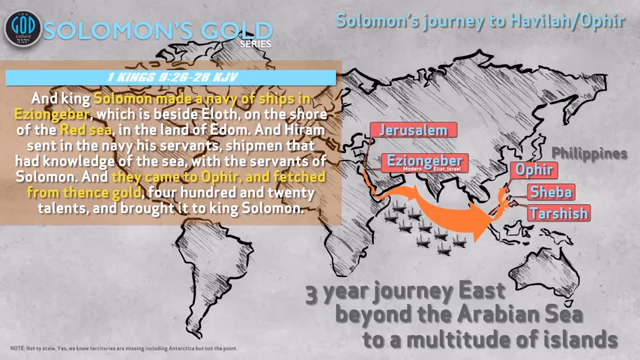 THE
GOD
culture
SOLOMON'S GOLD
SERIES
Solomon's journey to Havilah/Ophir
1 KINGS 9:26-28 KJV
And king Solomon made a navy of ships in
Eziongeber, which is beside Eloth, on the shore
of the Red sea, in the land of Edom. And Hiram
sent in the navy his servants, shipmen that
had knowledge of the sea, with the servants of
Solomon. And they came to Ophir, and fetched
from thence gold, four hundred and twenty
talents, and brought it to king Solomon.
Jerusalem
Eziongeber
Modern Eilat, Israel
Philippines
Ophir
Sheba
Tarshish
3 year journey East
beyond the Arabian Sea
to a multitude of islands
NOTE: Not to scale. Yes, we know territories are missing including Antarctica but not the point.